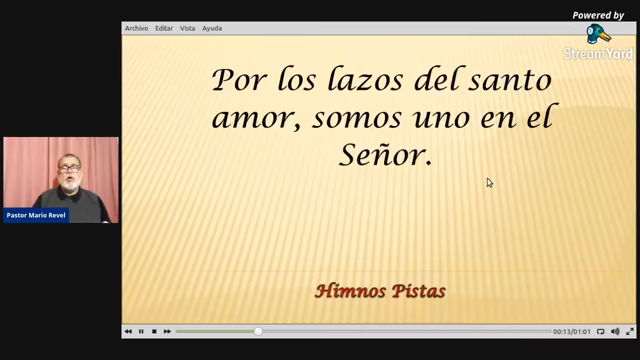 Powered by
StreamYard
Archivo Editar Vista Ayuda
Por los lazos del santo
amor, somos uno en el
Señor.
Pastor Mario Revel
Himnos Pistas
00:13/01:01